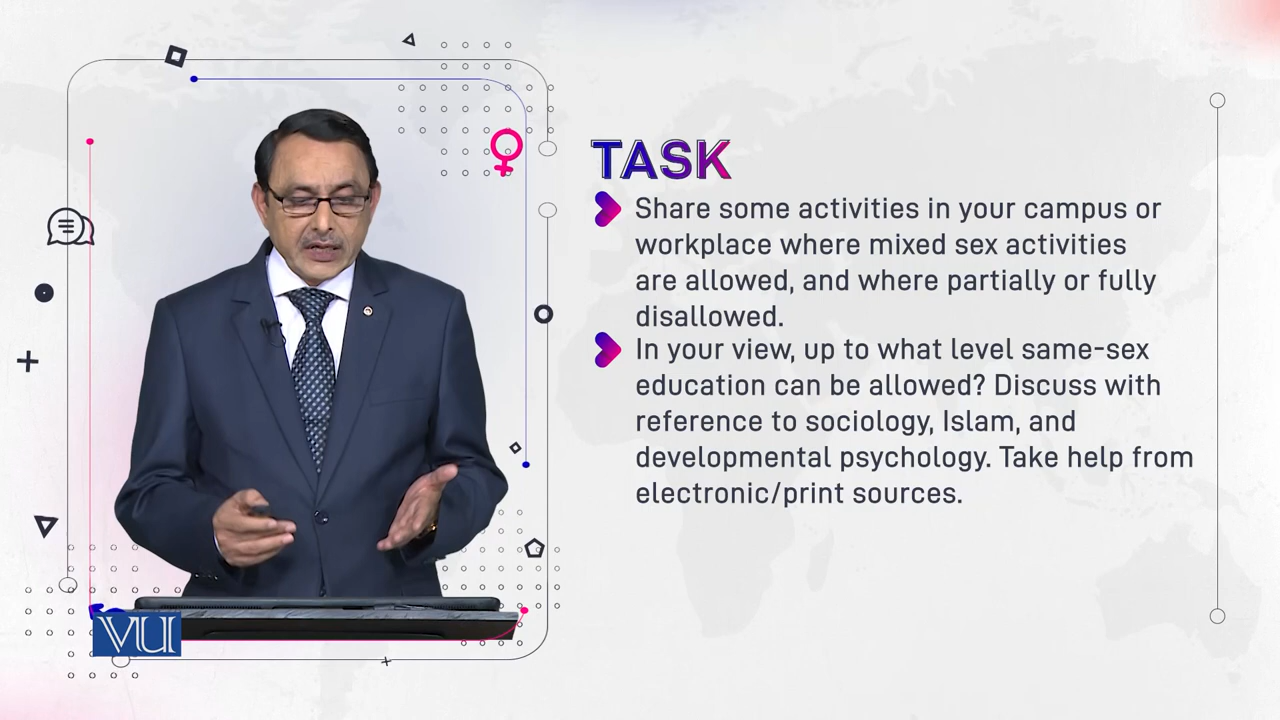 TASK
Share some activities in your campus or
workplace where mixed sex activities
are allowed, and where partially or fully
disallowed.
In your view, up to what level same-sex
education can be allowed? Discuss with
reference to sociology, Islam, and
developmental psychology. Take help from
electronic/print sources.
VU